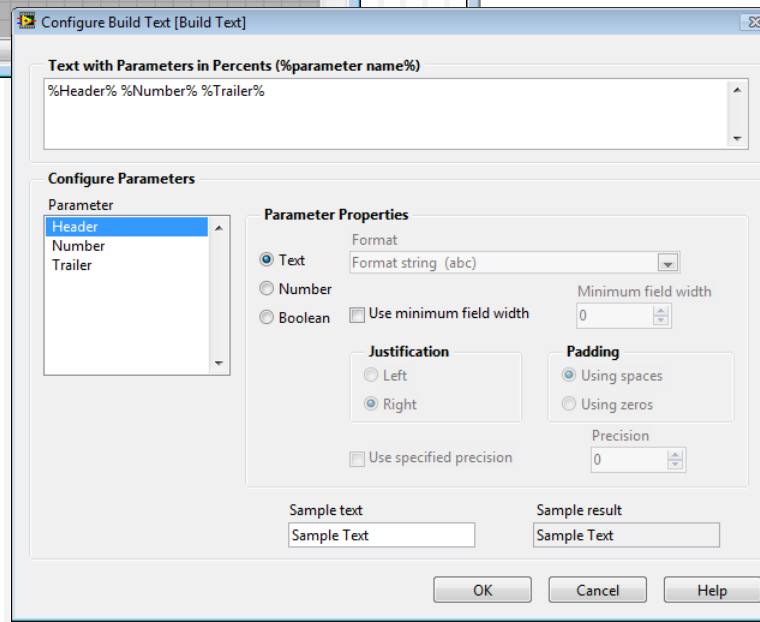 Configure Build Text [Build Text]
Text with Parameters in Percents (%parameter name%)
%Header% %Number% %Trailer%
Configure Parameters
Parameter
Header
Number
Trailer
Parameter Properties
Format
Text
Format string (abc)
Number
Minimum field width
Boolean
Use minimum field width
0
Justification
Padding
Left
Using spaces
Right
Using zeros
Precision
Use specified precision
0
Sample text
Sample result
Sample Text
Sample Text
OK
Cancel
Help